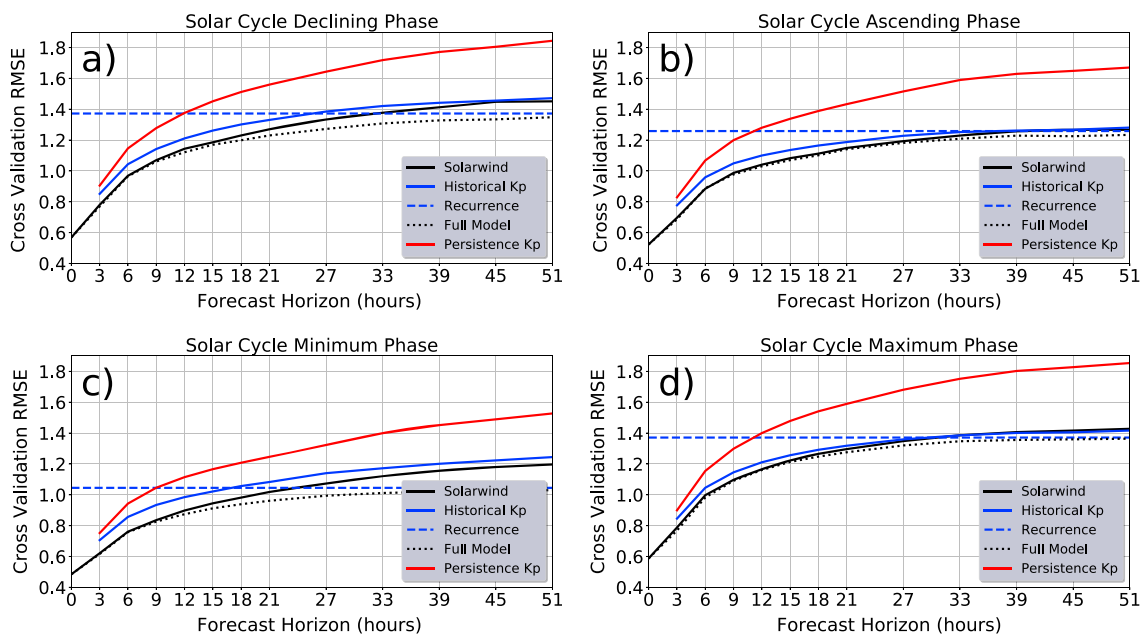 Solar Cycle Declining Phase
a)
Cross Validation RMSE
1.8
1.6
1.4
1.2
1.0
0.8
0.6
0.4
Solarwind
Historical Kp
Recurrence
Full Model
Persistence Kp
0 3 6 9 12 15 18 21 27 33 39 45 51
Forecast Horizon (hours)
Solar Cycle Ascending Phase
b)
Cross Validation RMSE
1.8
1.6
1.4
1.2
1.0
0.8
0.6
0.4
Solarwind
Historical Kp
Recurrence
Full Model
Persistence Kp
0 3 6 9 12 15 18 21 27 33 39 45 51
Forecast Horizon (hours)
Solar Cycle Minimum Phase
c)
Cross Validation RMSE
1.8
1.6
1.4
1.2
1.0
0.8
0.6
0.4
Solarwind
Historical Kp
Recurrence
Full Model
Persistence Kp
0 3 6 9 12 15 18 21 27 33 39 45 51
Forecast Horizon (hours)
Solar Cycle Maximum Phase
d)
Cross Validation RMSE
1.8
1.6
1.4
1.2
1.0
0.8
0.6
0.4
Solarwind
Historical Kp
Recurrence
Full Model
Persistence Kp
0 3 6 9 12 15 18 21 27 33 39 45 51
Forecast Horizon (hours)